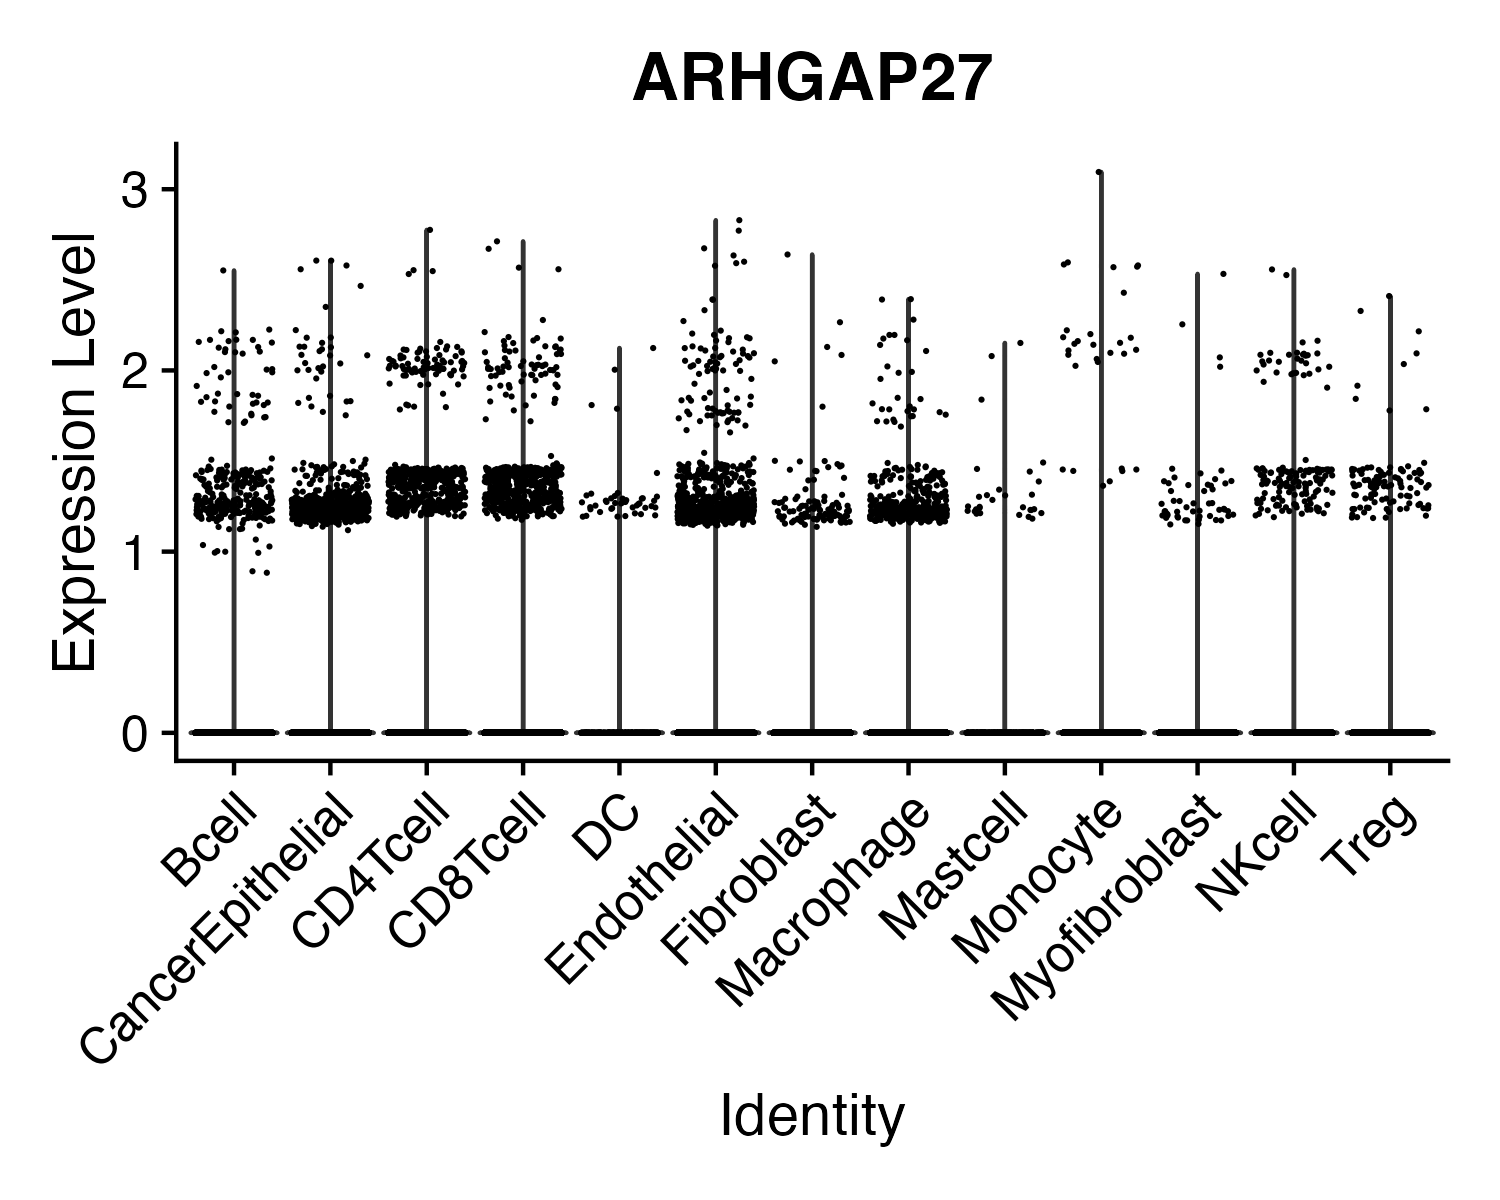 ARHGAP27
Expression Level
3
2
1
0
Bcell
CancerEpithelial
CD4Tcell
CD8Tcell
DC
Endothelial
Fibroblast
Macrophage
Mastcell
Monocyte
Myofibroblast
NKcell
Treg
Identity